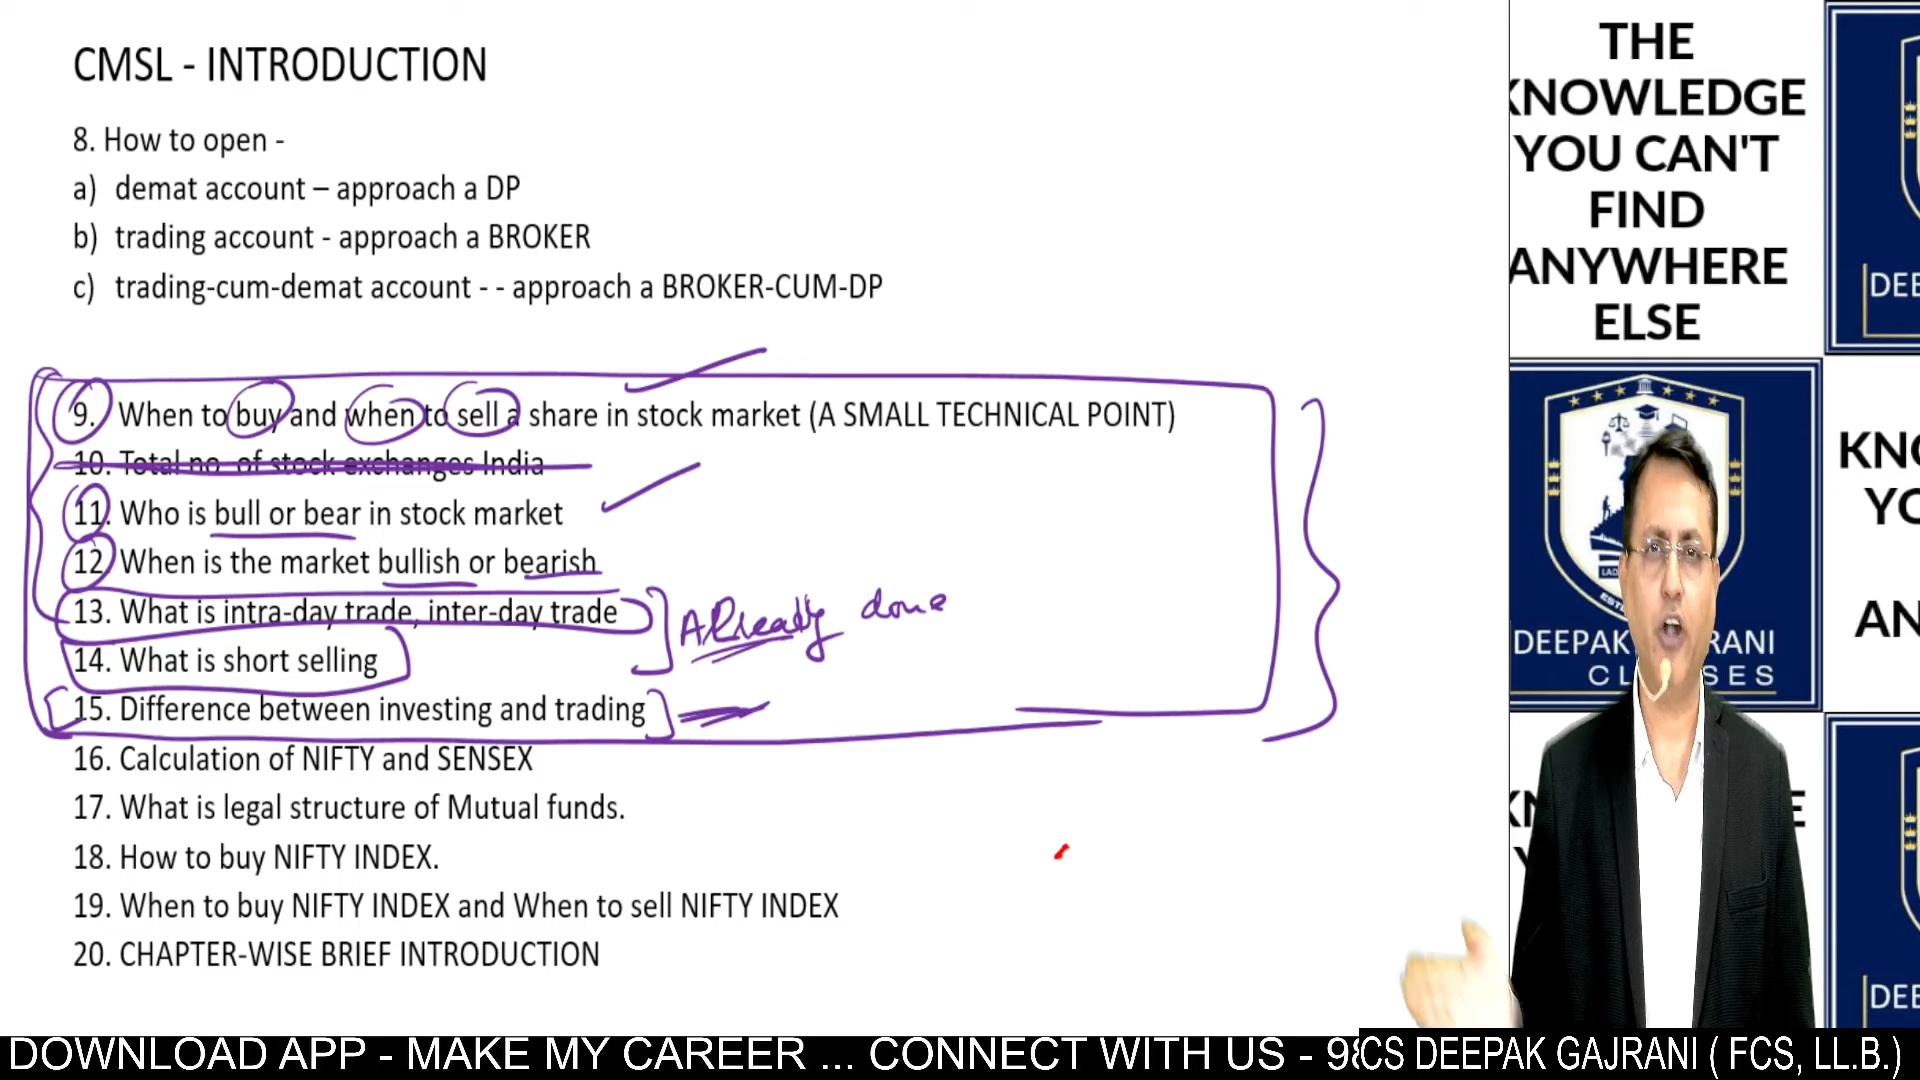 CMSL - INTRODUCTION
8. How to open -
a) demat account – approach a DP
b) trading account - approach a BROKER
c) trading-cum-demat account - - approach a BROKER-CUM-DP
9. When to buy and when to sell a share in stock market (A SMALL TECHNICAL POINT)
10. Total no. of stock exchanges India
11. Who is bull or bear in stock market
12. When is the market bullish or bearish
13. What is intra-day trade, inter-day trade
Already done
14. What is short selling
15. Difference between investing and trading
16. Calculation of NIFTY and SENSEX
17. What is legal structure of Mutual funds.
18. How to buy NIFTY INDEX.
19. When to buy NIFTY INDEX and When to sell NIFTY INDEX
20. CHAPTER-WISE BRIEF INTRODUCTION
THE
KNOWLEDGE
YOU CAN'T
FIND
ANYWHERE
ELSE
DEEPAK GAJRANI
DOWNLOAD APP - MAKE MY CAREER ... CONNECT WITH US - 98
CS DEEPAK GAJRANI ( FCS, LL.B.)